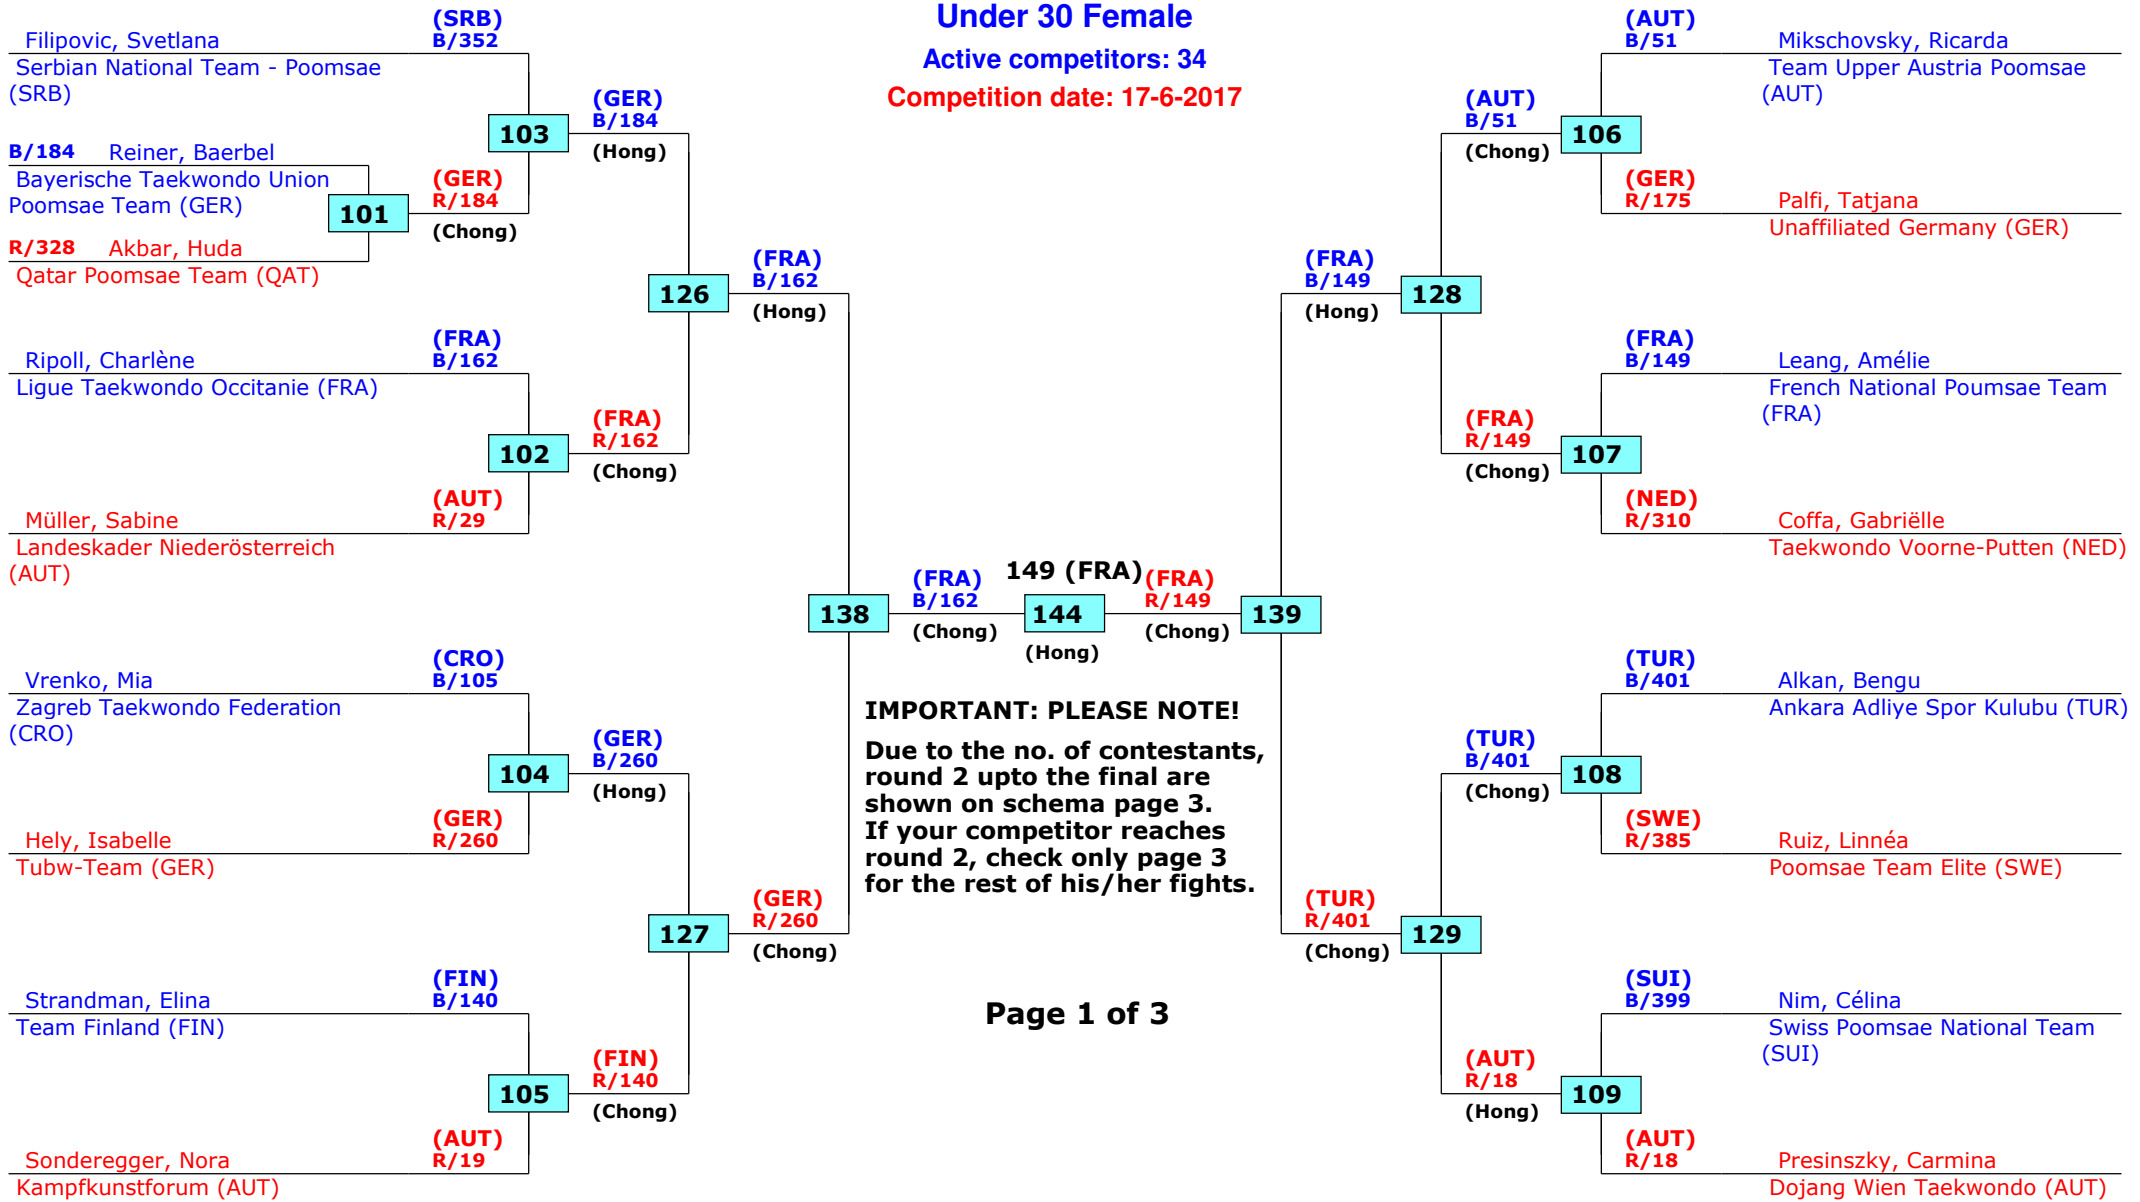 Under 30 Female
Active competitors: 34
Competition date: 17-6-2017
(SRB)
Filipovic, Svetlana B/352
Serbian National Team - Poomsae
(SRB)
B/184 Reiner, Baerbel
Bayerische Taekwondo Union
Poomsae Team (GER)
101
R/328 Akbar, Huda
Qatar Poomsae Team (QAT)
(GER)
R/184
(Chong)
103
(GER)
B/184
(Hong)
(FRA)
Ripoll, Charlène B/162
Ligue Taekwondo Occitanie (FRA)
102
(AUT)
Müller, Sabine R/29
Landeskader Niederösterreich
(AUT)
(FRA)
R/162
(Chong)
126
(FRA)
B/162
(Hong)
(CRO)
Vrenko, Mia B/105
Zagreb Taekwondo Federation
(CRO)
104
(GER)
Hely, Isabelle R/260
Tubw-Team (GER)
(GER)
B/260
(Hong)
127
(GER)
R/260
(Chong)
(FIN)
Strandman, Elina B/140
Team Finland (FIN)
105
(AUT)
Sonderegger, Nora R/19
Kampfkunstforum (AUT)
(FIN)
R/140
(Chong)
138
(FRA)
B/162
(Chong)
149 (FRA)
144
(Hong)
(FRA)
R/149
(Chong)
139
IMPORTANT: PLEASE NOTE!
Due to the no. of contestants,
round 2 upto the final are
shown on schema page 3.
If your competitor reaches
round 2, check only page 3
for the rest of his/her fights.
Page 1 of 3
(FRA)
B/149
(Hong)
128
(AUT)
B/51
(Chong)
106
(AUT)
B/51 Mikschovsky, Ricarda
Team Upper Austria Poomsae
(AUT)
(GER)
R/175 Palfi, Tatjana
Unaffiliated Germany (GER)
(FRA)
R/149
(Chong)
107
(FRA)
B/149 Leang, Amélie
French National Poumsae Team
(FRA)
(NED)
R/310 Coffa, Gabriëlle
Taekwondo Voorne-Putten (NED)
(TUR)
R/401
(Chong)
129
(TUR)
B/401
(Chong)
108
(TUR)
B/401 Alkan, Bengu
Ankara Adliye Spor Kulubu (TUR)
(SWE)
R/385 Ruiz, Linnéa
Poomsae Team Elite (SWE)
(AUT)
R/18
(Hong)
109
(SUI)
B/399 Nim, Célina
Swiss Poomsae National Team
(SUI)
(AUT)
R/18 Presinszky, Carmina
Dojang Wien Taekwondo (AUT)